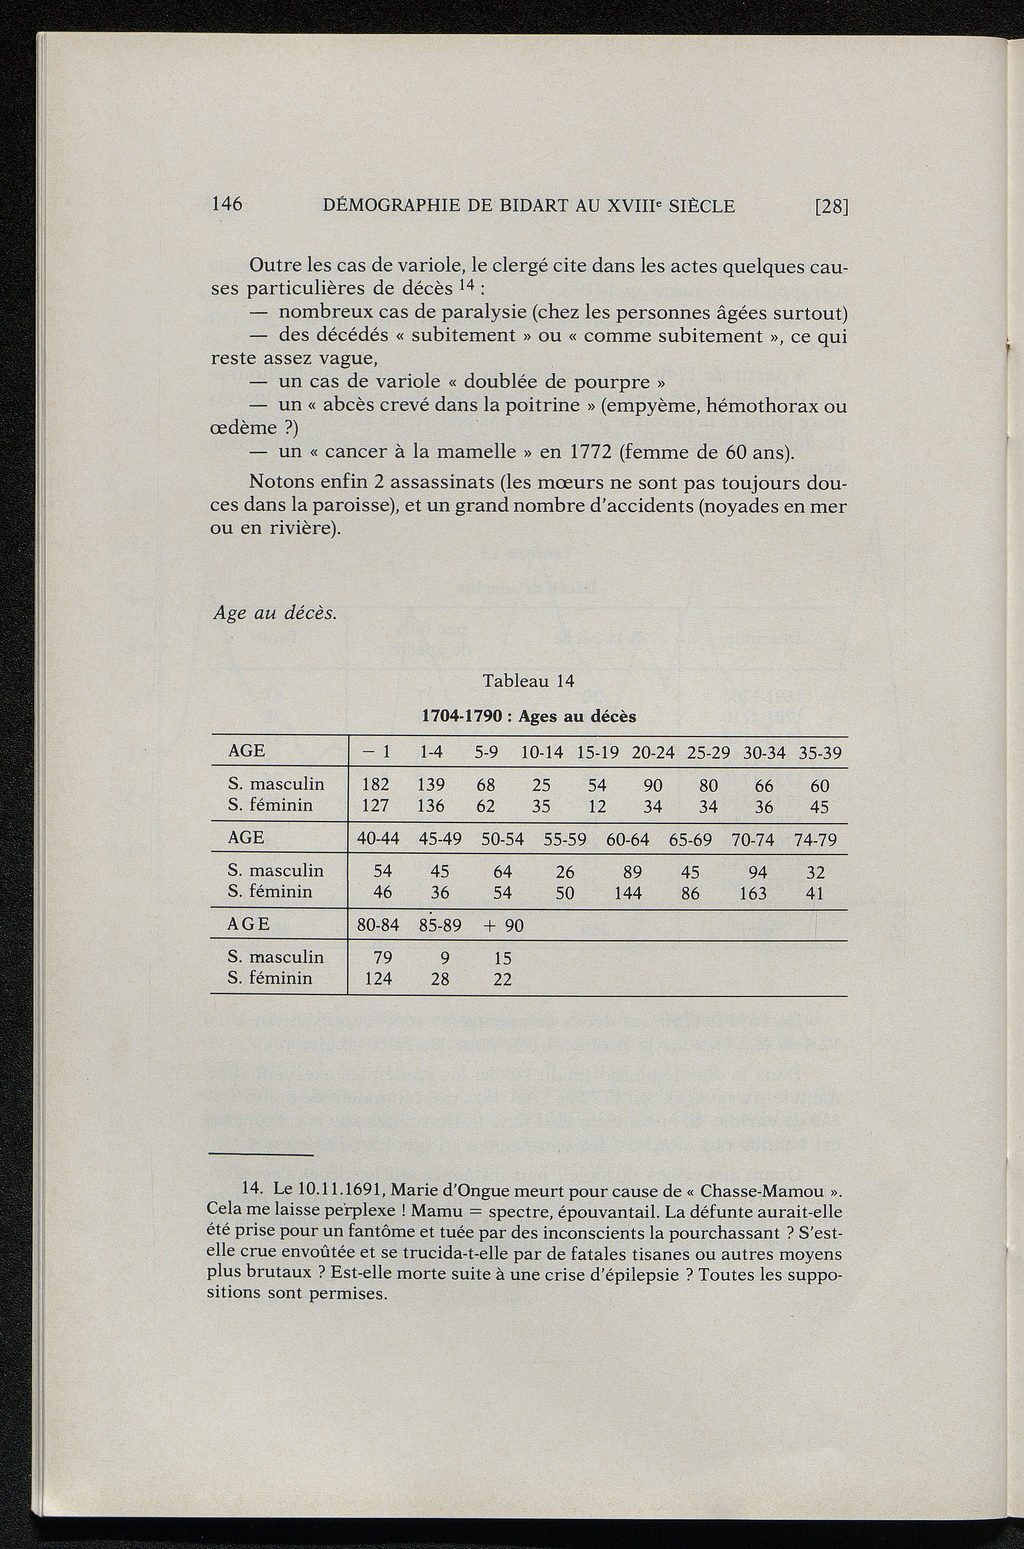 146 DÉMOGRAPHIE DE BIDART AU XVIIIe SIÈCLE [28]
Outre les cas de variole, le clergé cite dans les actes quelques cau-
ses particulières de décès 14 :
— nombreux cas de paralysie (chez les personnes âgées surtout)
— des décédés « subitement » ou « comme subitement », ce qui
reste assez vague,
— un cas de variole « doublée de pourpre »
— un « abcès crevé dans la poitrine » (empyème, hémothorax ou
œdème ?)
— un « cancer à la mamelle » en 1772 (femme de 60 ans).
Notons enfin 2 assassinats (les mœurs ne sont pas toujours dou-
ces dans la paroisse), et un grand nombre d'accidents (noyades en mer
ou en rivière).
Age au décès.
Tableau 14
1704-1790 : Ages au décès
AGE – 1 1-4 5-9 10-14 15-19 20-24 25-29 30-34 35-39
S. masculin 182 139 68 25 54 90 80 66 60
S. féminin 127 136 62 35 12 34 34 36 45
AGE 40-44 45-49 50-54 55-59 60-64 65-69 70-74 74-79
S. masculin 54 45 64 26 89 45 94 32
S. féminin 46 36 54 50 144 86 163 41
AGE 80-84 85-89 + 90
S. masculin 79 9 15
S. féminin 124 28 22
14. Le 10.11.1691, Marie d'Ongue meurt pour cause de « Chasse-Mamou ».
Cela me laisse perplexe ! Mamu = spectre, épouvantail. La défunte aurait-elle
été prise pour un fantôme et tuée par des inconscients la pourchassant ? S'est-
elle crue envoûtée et se trucida-t-elle par de fatales tisanes ou autres moyens
plus brutaux ? Est-elle morte suite à une crise d'épilepsie ? Toutes les suppo-
sitions sont permises.